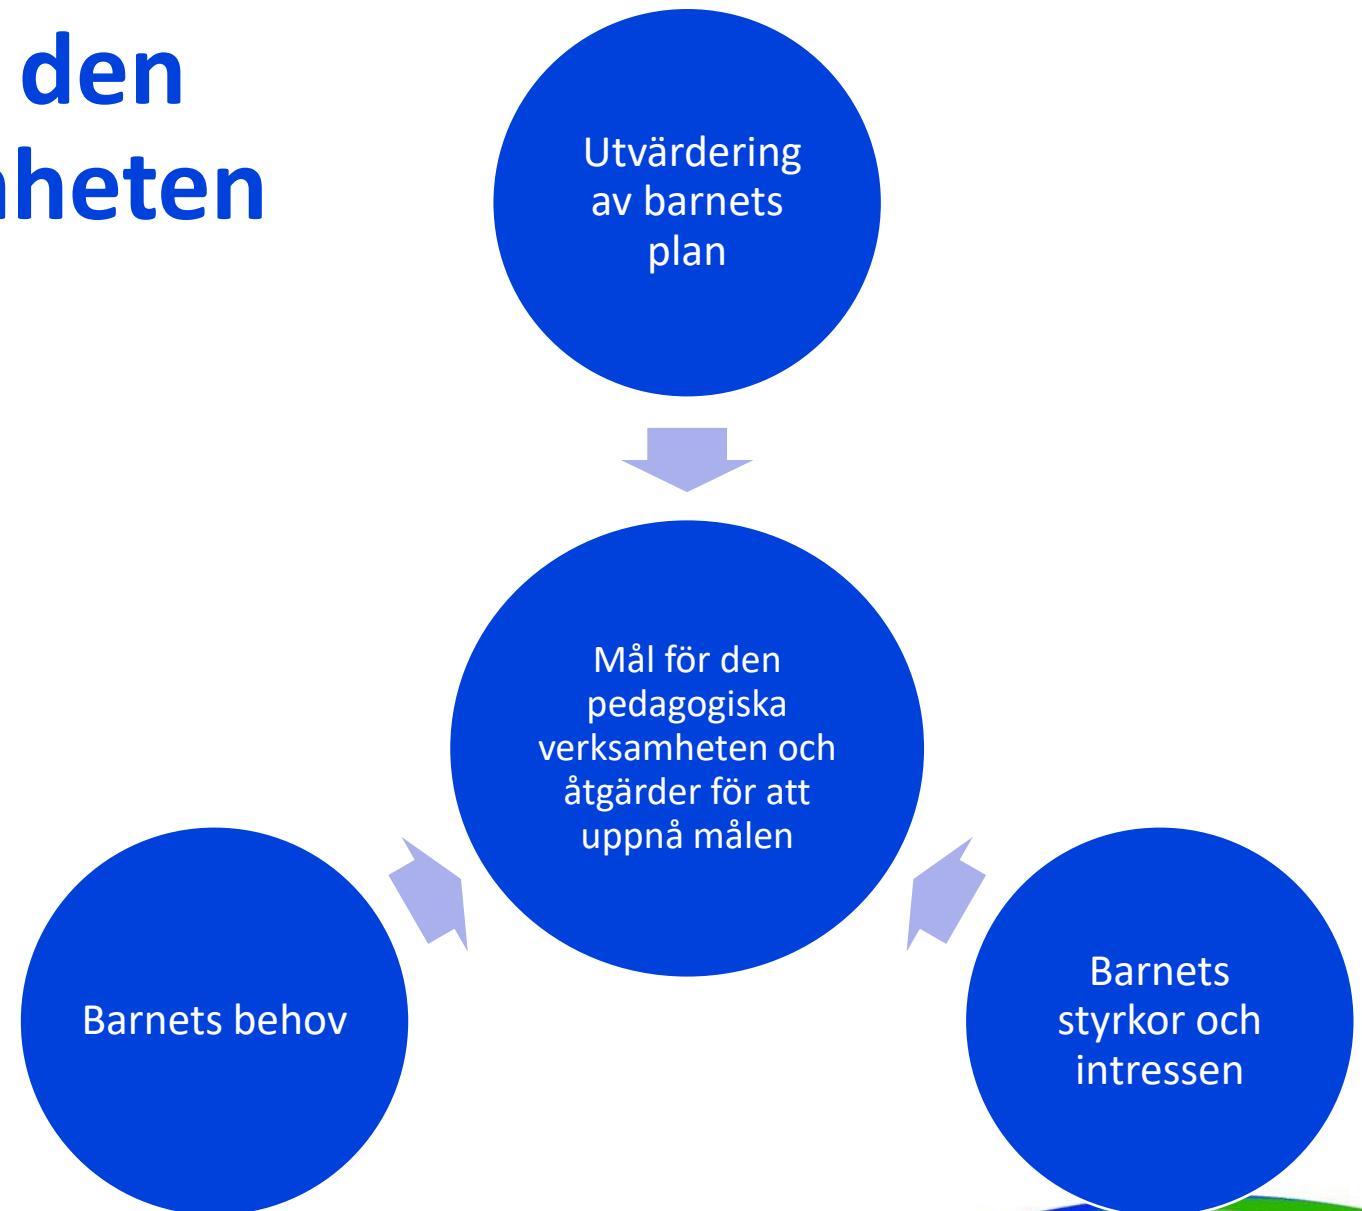 den
heten
Utvärdering
av barnets
plan
Mål för den
pedagogiska
verksamheten och
åtgärder för att
uppnå målen
Barnets behov
Barnets
styrkor och
intressen